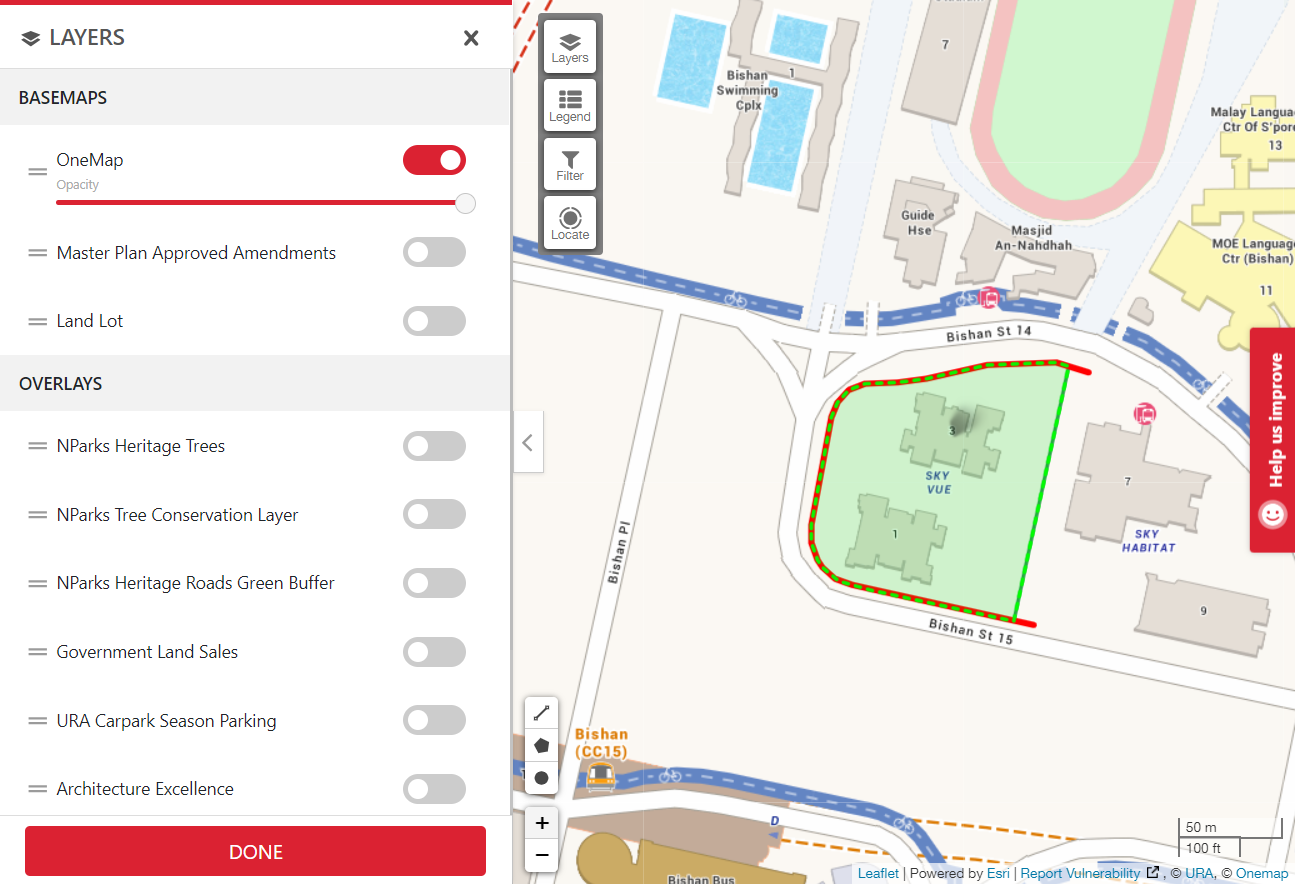 LAYERS
BASEMAPS
OneMap
Opacity
Master Plan Approved Amendments
Land Lot
OVERLAYS
NParks Heritage Trees
NParks Tree Conservation Layer
NParks Heritage Roads Green Buffer
Government Land Sales
URA Carpark Season Parking
Architecture Excellence
DONE
Layers
Legend
Filter
Locate
7
1
Bishan
Swimming
Cplx
Malay Langua
Ctr Of S'pore
13
Guide
Hse
Masjid
An-Nahdhah
MOE Language
Ctr (Bishan)
11
Bishan St 14
Help us improve
3
SKY
VUE
1
7
SKY
HABITAT
9
Bishan Pl
Bishan St 15
Bishan
(CC15)
D
+
−
Bishan Bus
50 m
100 ft
Leaflet | Powered by Esri | Report Vulnerability , © URA, © Onemap